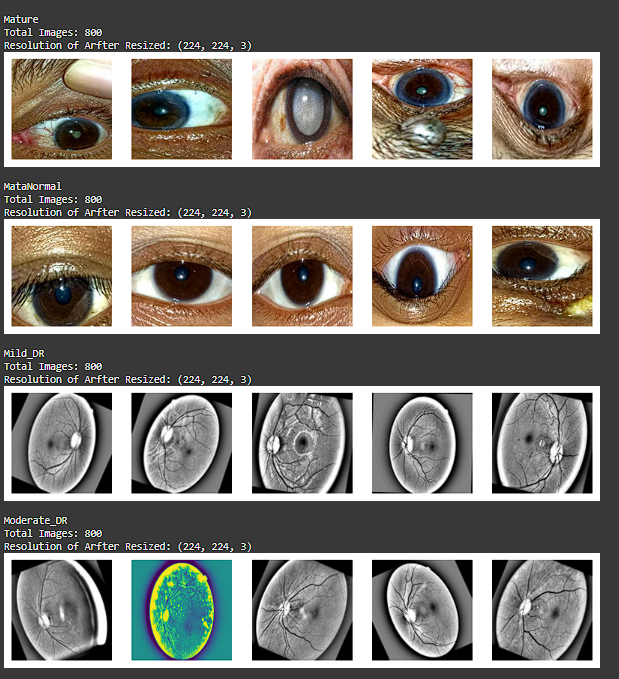 Mature
Total Images: 800
Resolution of Arfter Resized: (224, 224, 3)
MataNormal
Total Images: 800
Resolution of Arfter Resized: (224, 224, 3)
Mild_DR
Total Images: 800
Resolution of Arfter Resized: (224, 224, 3)
Moderate_DR
Total Images: 800
Resolution of Arfter Resized: (224, 224, 3)